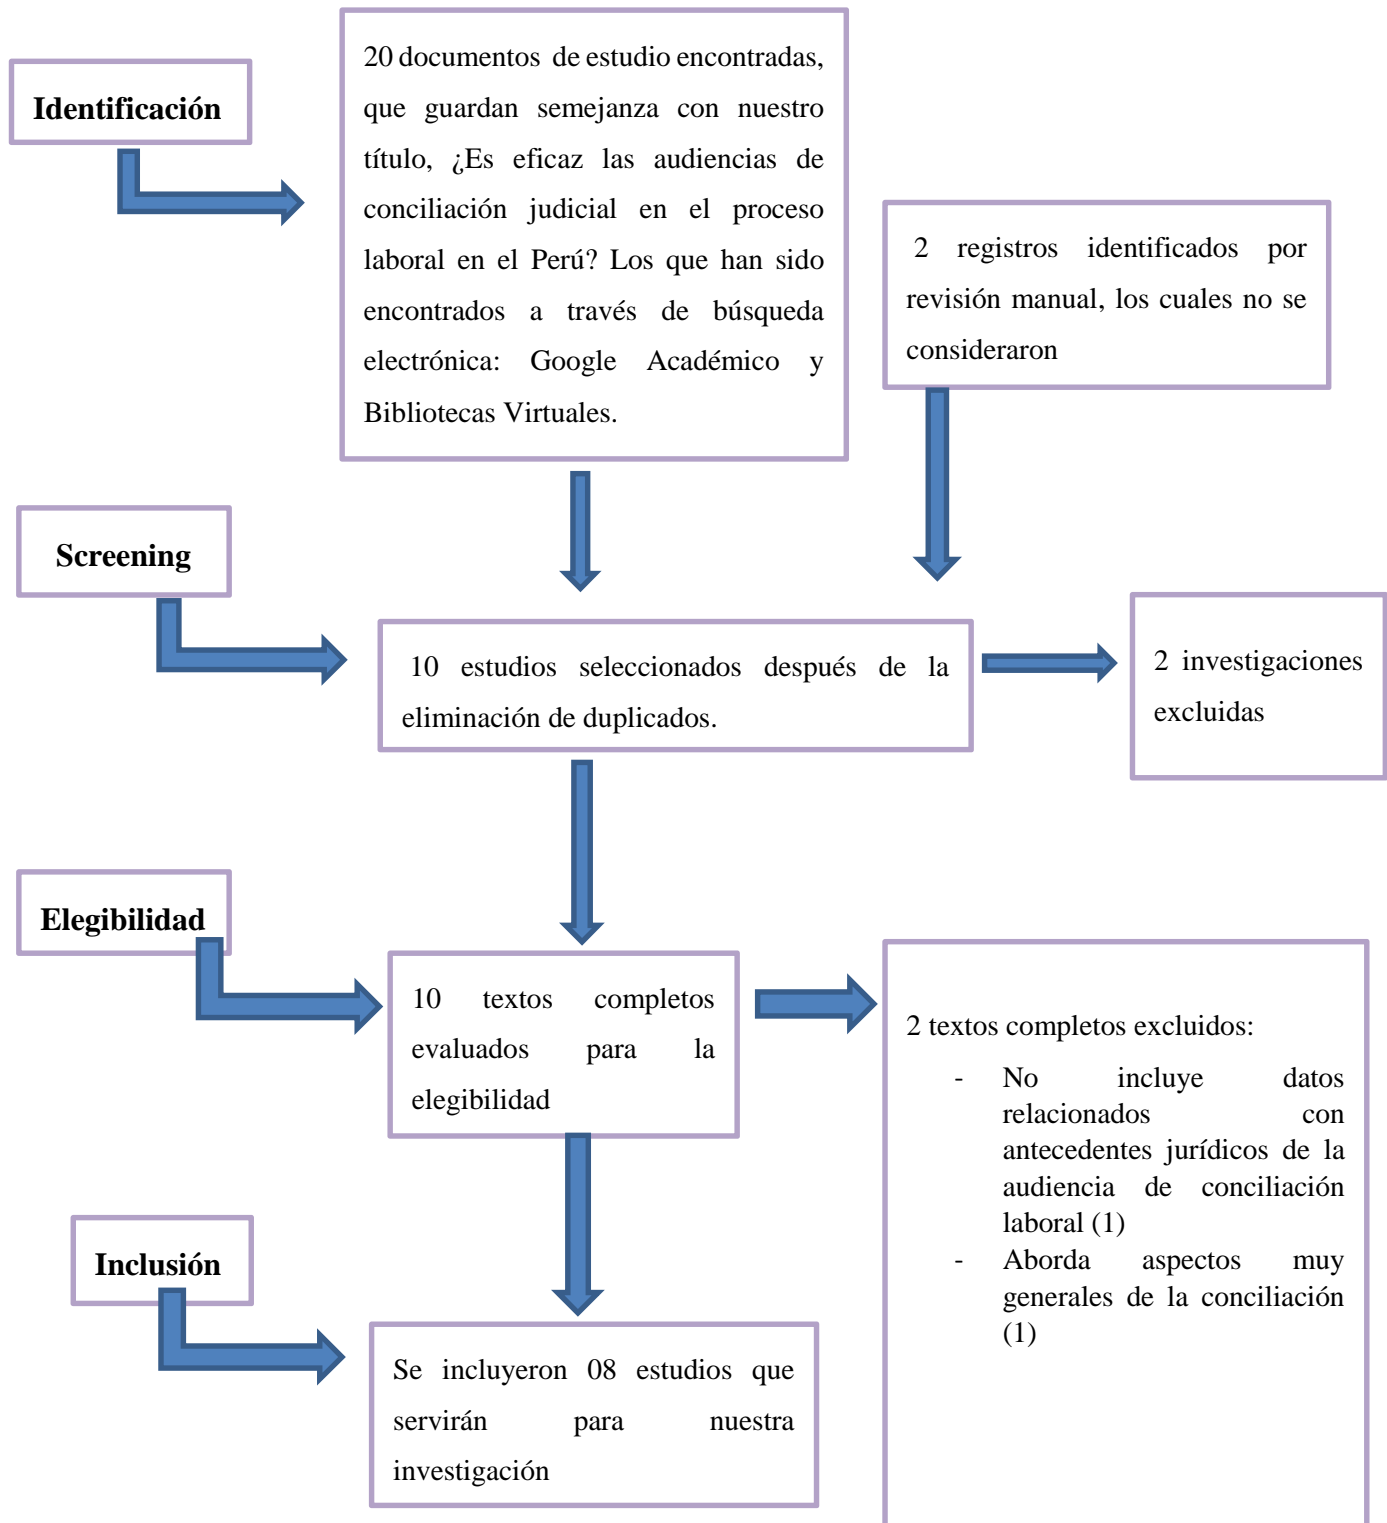 Identificación
20 documentos de estudio encontradas,
que guardan semejanza con nuestro
título, ¿Es eficaz las audiencias de
conciliación judicial en el proceso
laboral en el Perú? Los que han sido
encontrados a través de búsqueda
electrónica: Google Académico y
Bibliotecas Virtuales.
2 registros identificados por
revisión manual, los cuales no se
consideraron
Screening
10 estudios seleccionados después de la
eliminación de duplicados.
2 investigaciones
excluidas
Elegibilidad
10 textos completos
evaluados para la
elegibilidad
2 textos completos excluidos:
- No incluye datos
relacionados con
antecedentes jurídicos de la
audiencia de conciliación
laboral (1)
- Aborda aspectos muy
generales de la conciliación
(1)
Inclusión
Se incluyeron 08 estudios que
servirán para nuestra
investigación